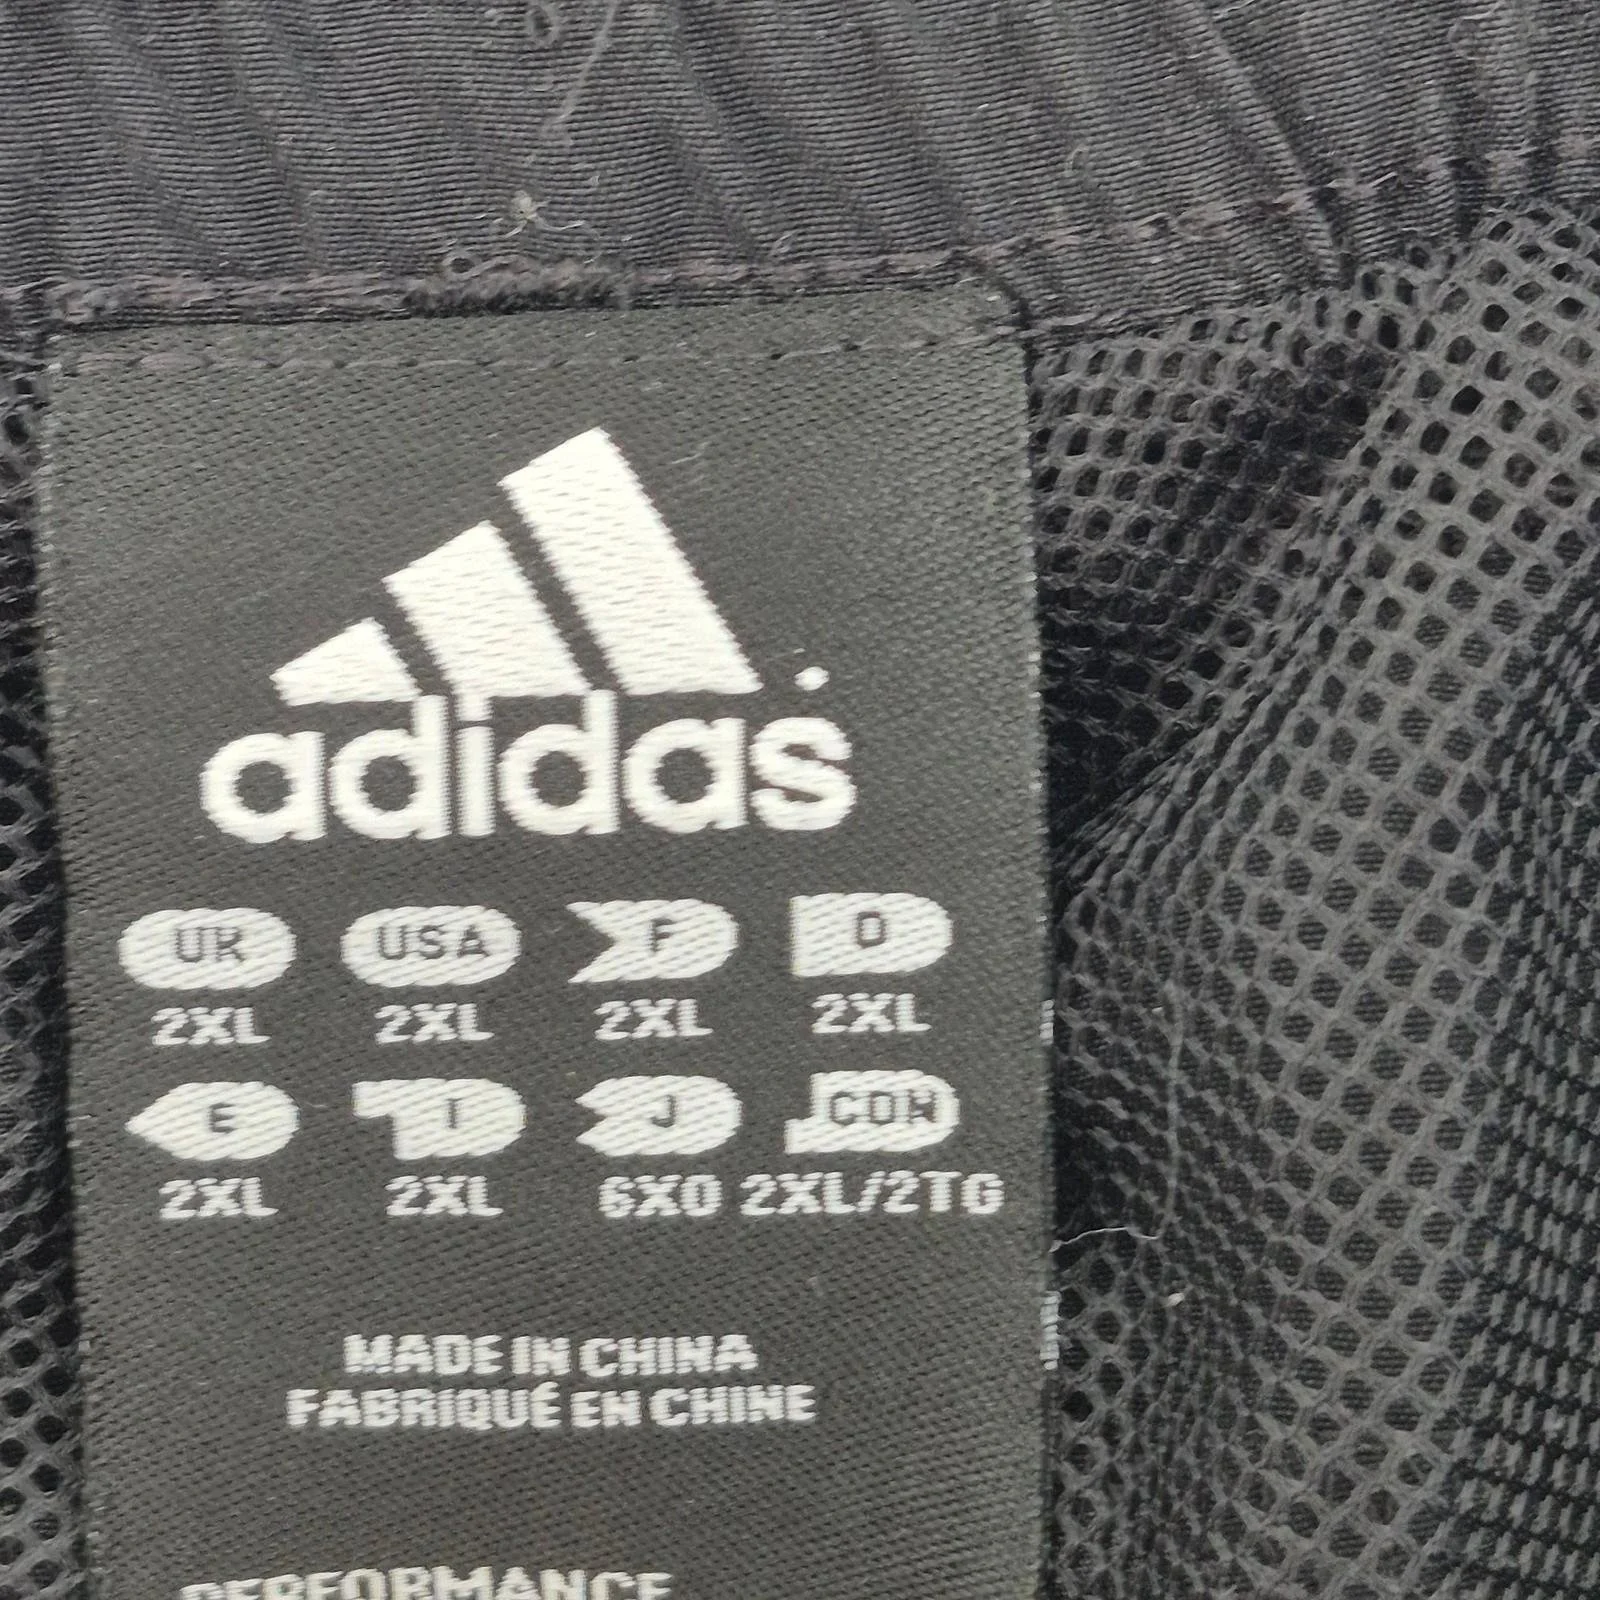 adidas
UK USA F D
2XL 2XL 2XL 2XL
E I J CDN
2XL 2XL 6XO 2XL/2TG
MADE IN CHINA
FABRIQUÉ EN CHINE
PERFORMANCE